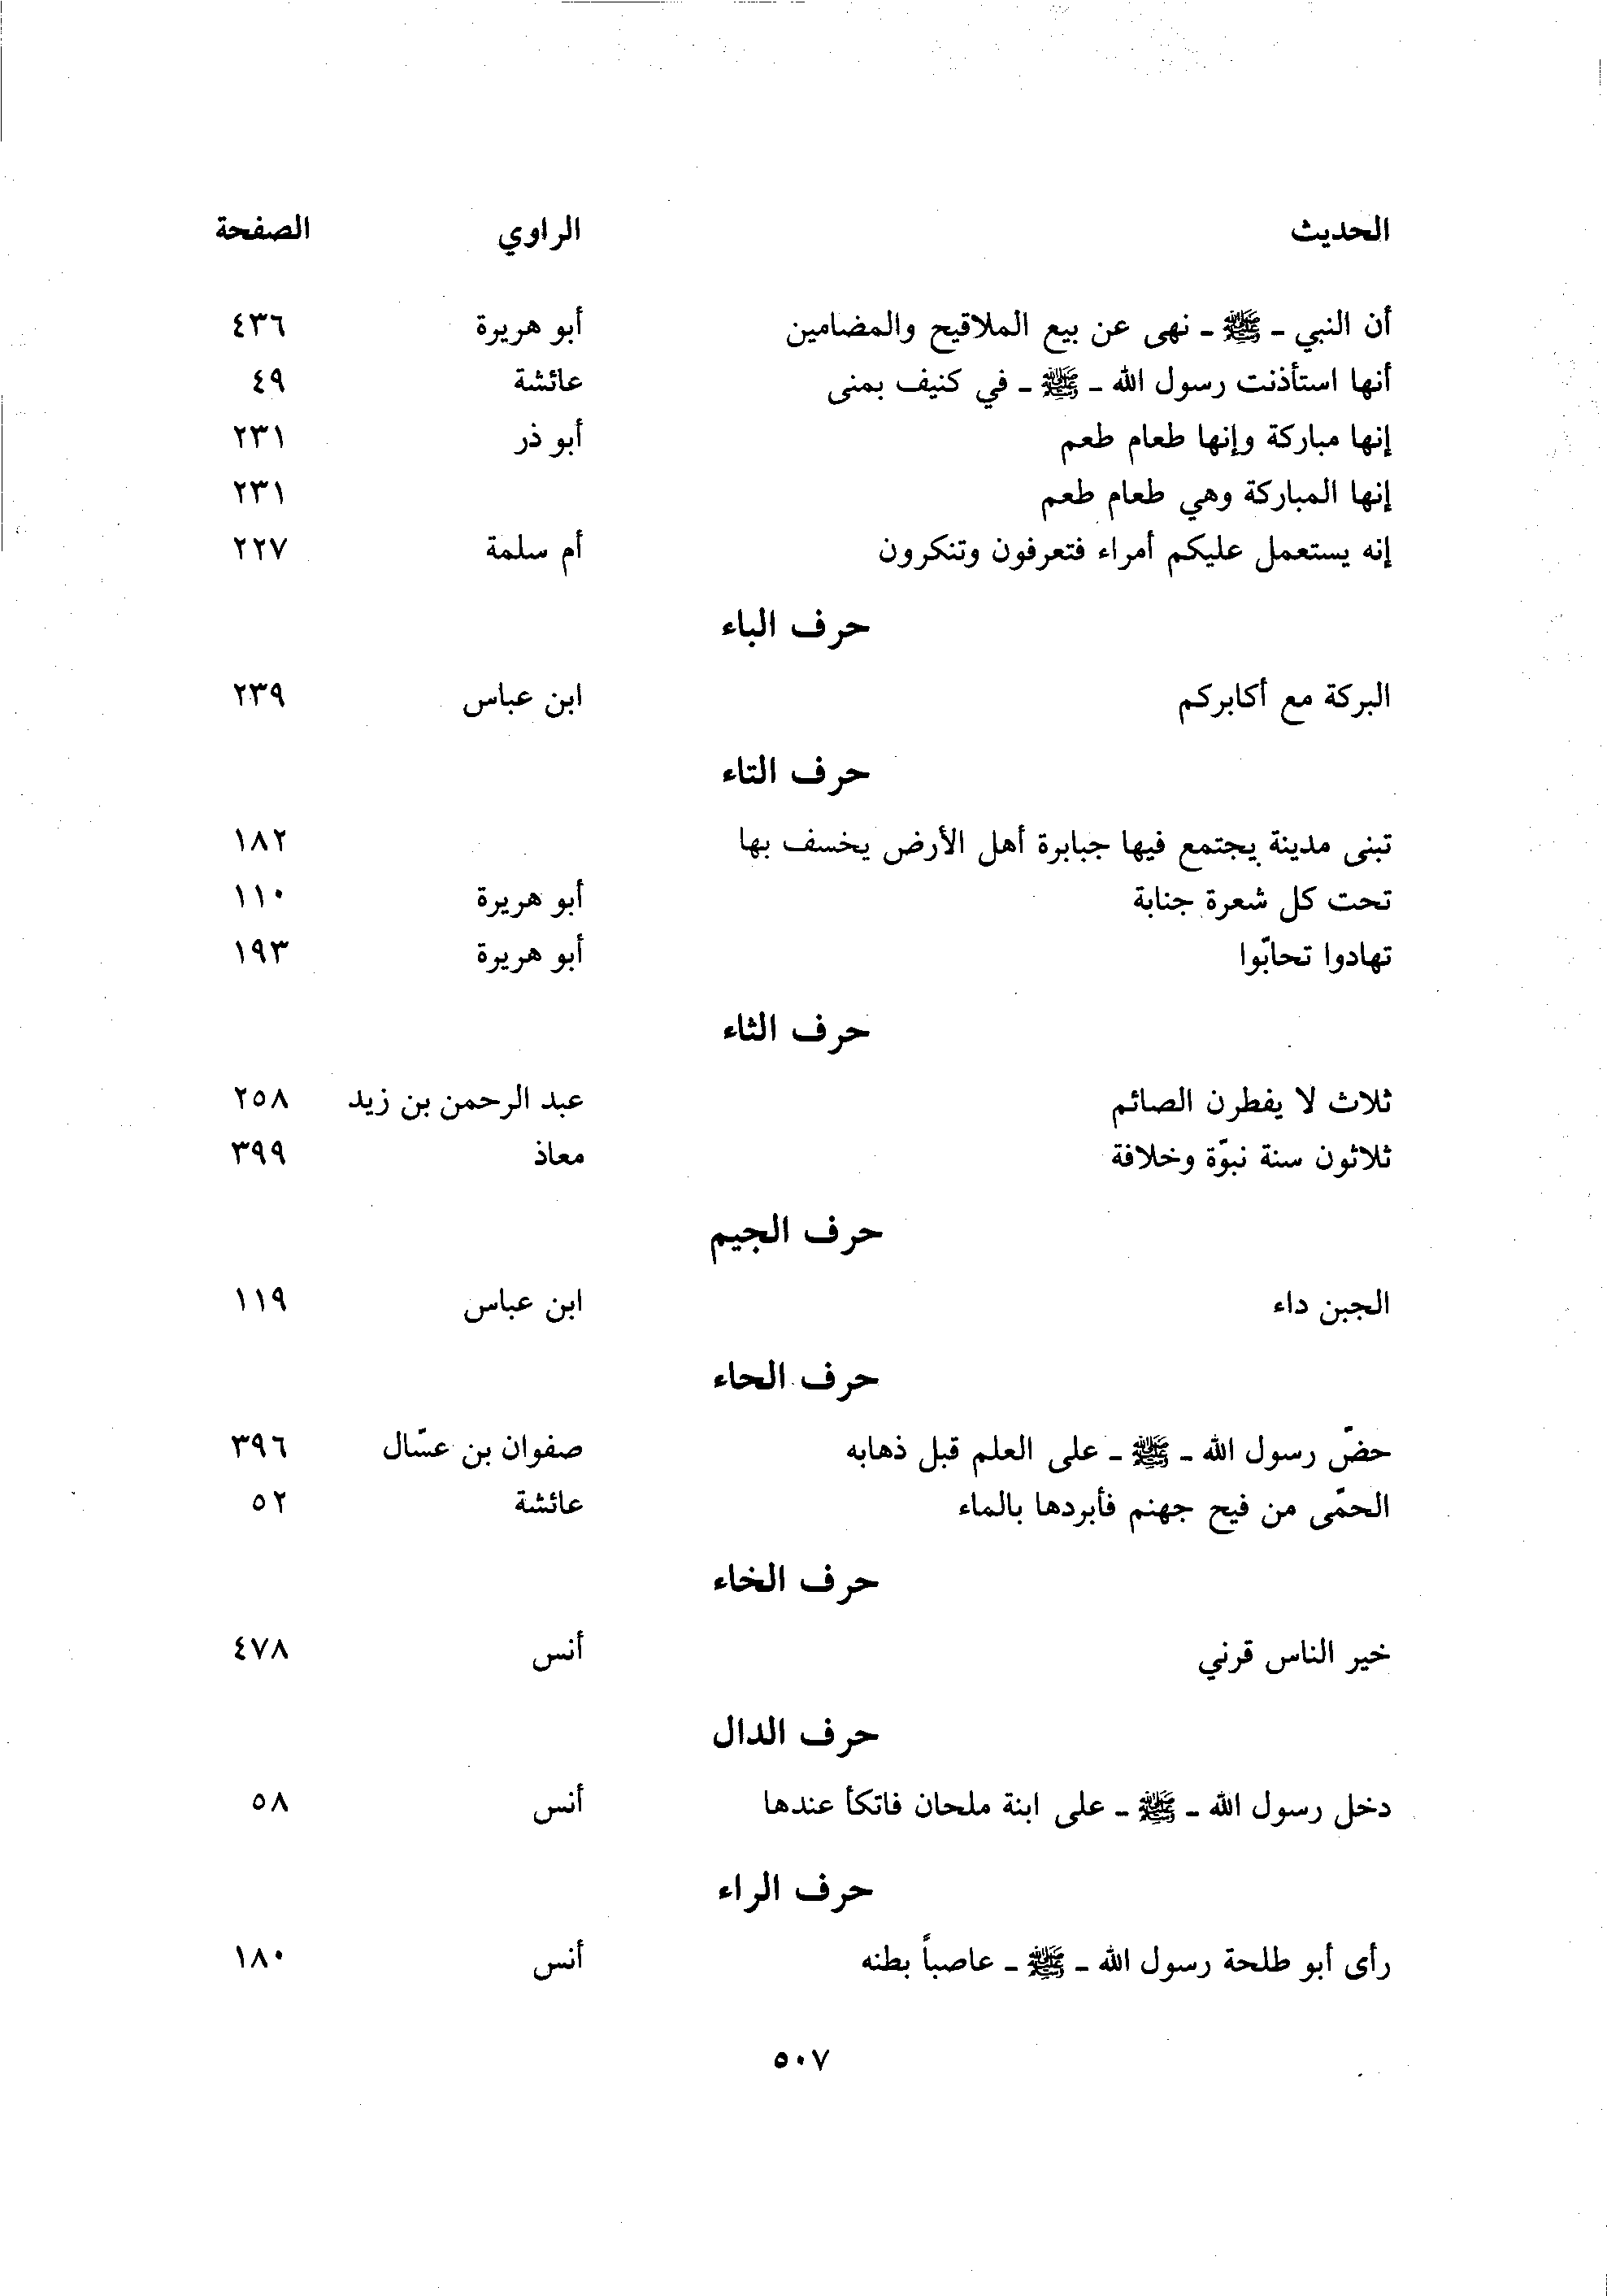 الحديث الراوي الصفحة
أن النبي - ﷺ - نهى عن بيع الملاقيح والمضامين أبو هريرة ٤٣٦
أنها استأذنت رسول الله - ﷺ - في كنيف بمنى عائشة ٤٩
إنها مباركة وإنها طعام طعم أبو ذر ٢٣١
إنها المباركة وهي طعام طعم ٢٣١
إنه يستعمل عليكم أمراء فتعرفون وتنكرون أم سلمة ٢٢٧
حرف الباء
البركة مع أكابركم ابن عباس ٢٣٩
حرف التاء
تبنى مدينة يجتمع فيها جبابرة أهل الأرض يخسف بها ١٨٢
تحت كل شعرة جنابة أبو هريرة ١١٠
تهادوا تحابّوا أبو هريرة ١٩٣
حرف الثاء
ثلاث لا يفطرن الصائم عبد الرحمن بن زيد ٢٥٨
ثلاثون سنة نبوّة وخلافة معاذ ٣٩٩
حرف الجيم
الجبن داء ابن عباس ١١٩
حرف الحاء
حضّ رسول الله - ﷺ - على العلم قبل ذهابه صفوان بن عسّال ٣٩٦
الحمّى من فيح جهنم فأبردها بالماء عائشة ٥٢
حرف الخاء
خير الناس قرني أنس ٤٧٨
حرف الدال
دخل رسول الله - ﷺ - على ابنة ملحان فاتكأ عندها أنس ٥٨
حرف الراء
رأى أبو طلحة رسول الله - ﷺ - عاصباً بطنه أنس ١٨٠
٥٠٧